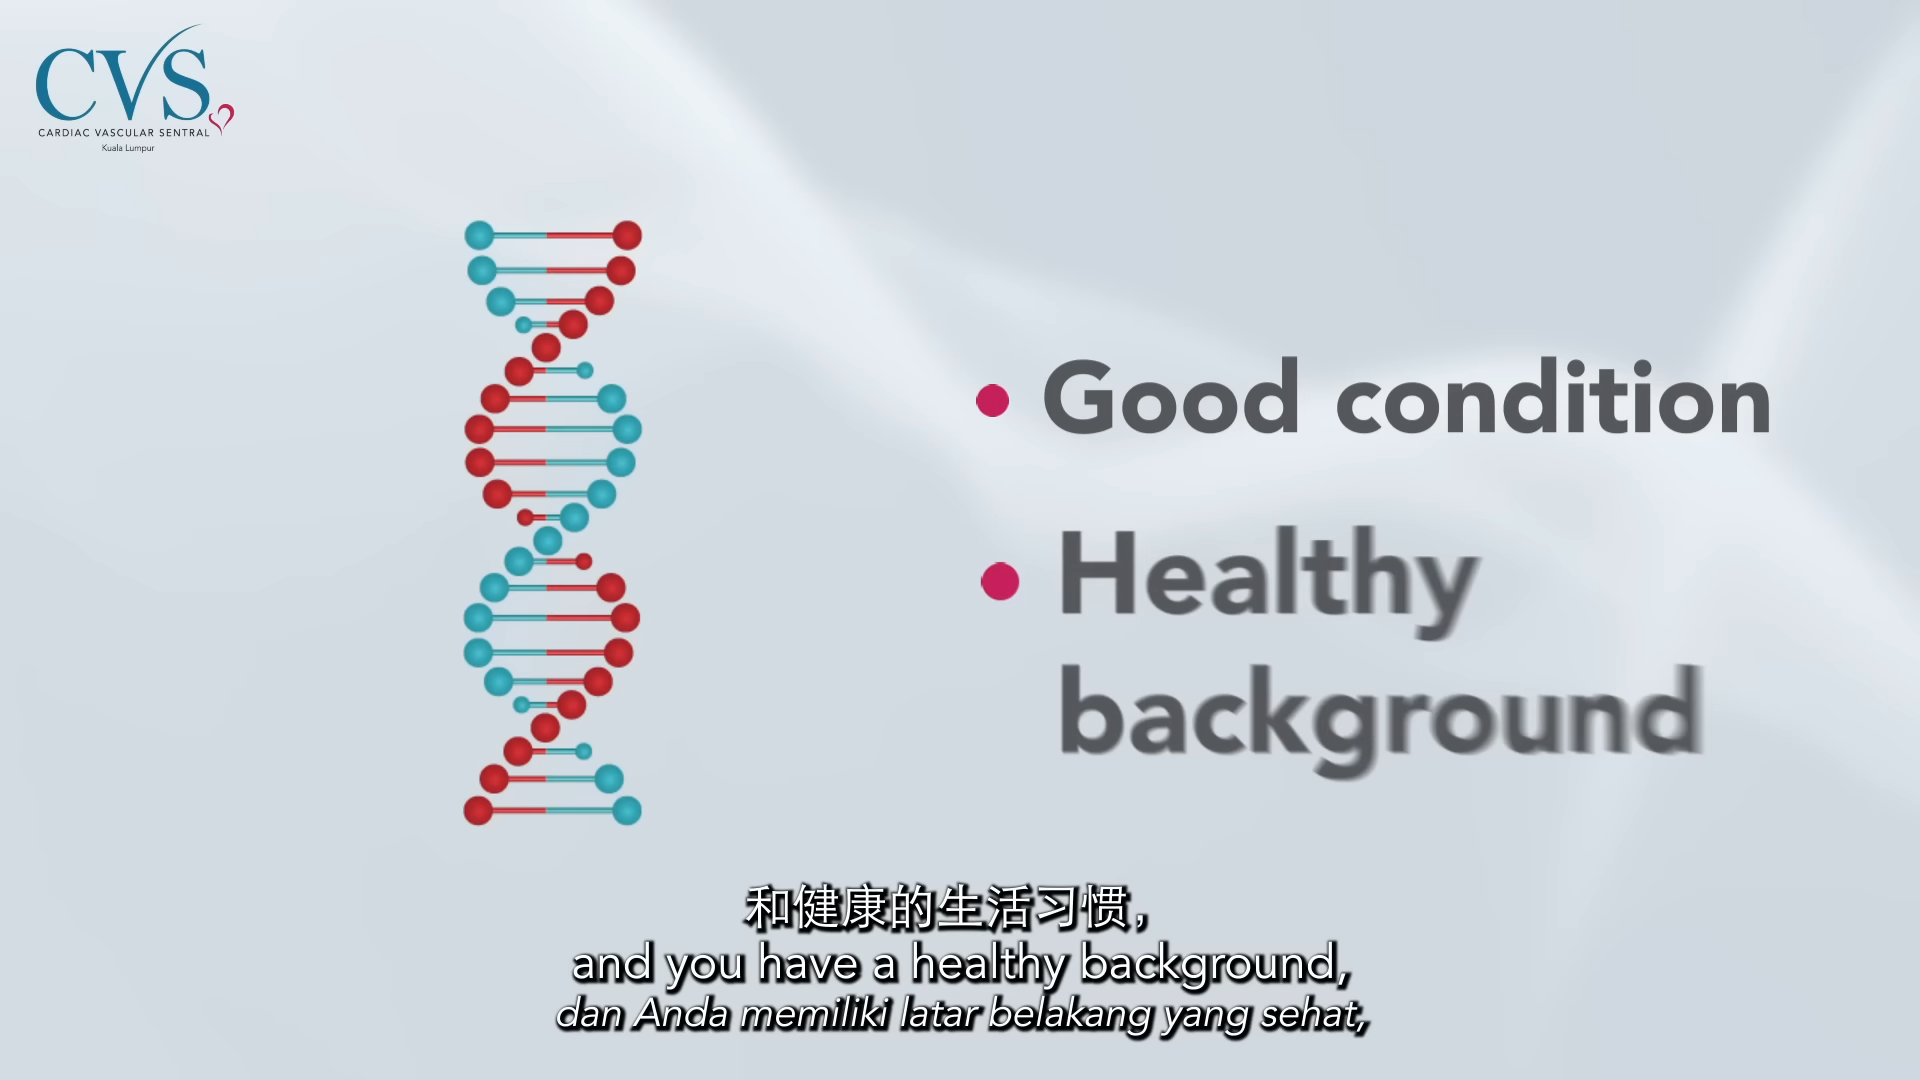 CVS
CARDIAC VASCULAR SENTRAL
Kuala Lumpur
• Good condition
• Healthy
background
和健康的生活习惯，
and you have a healthy background,
dan Anda memiliki latar belakang yang sehat,